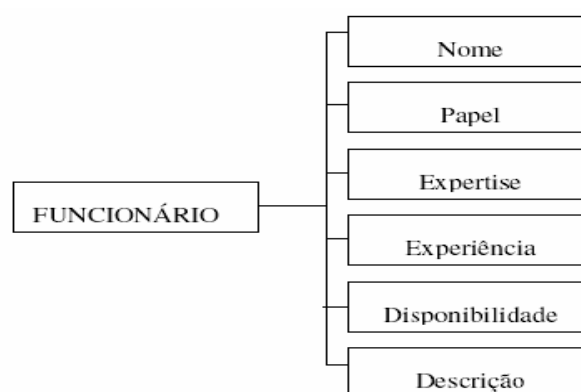 Nome
Papel
Expertise
FUNCIONÁRIO
Experiência
Disponibilidade
Descrição